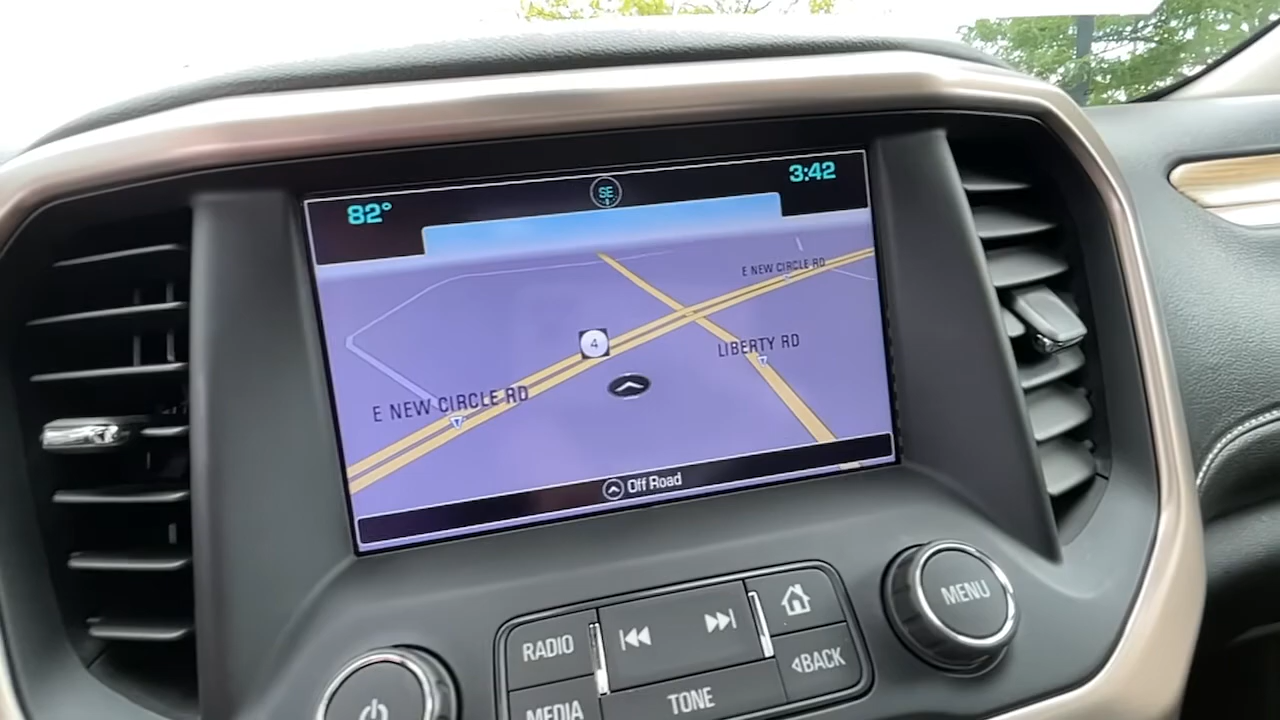 82°
SE
3:42
E NEW CIRCLE RD
4
LIBERTY RD
E NEW CIRCLE RD
Off Road
RADIO
MENU
BACK
MEDIA
TONE